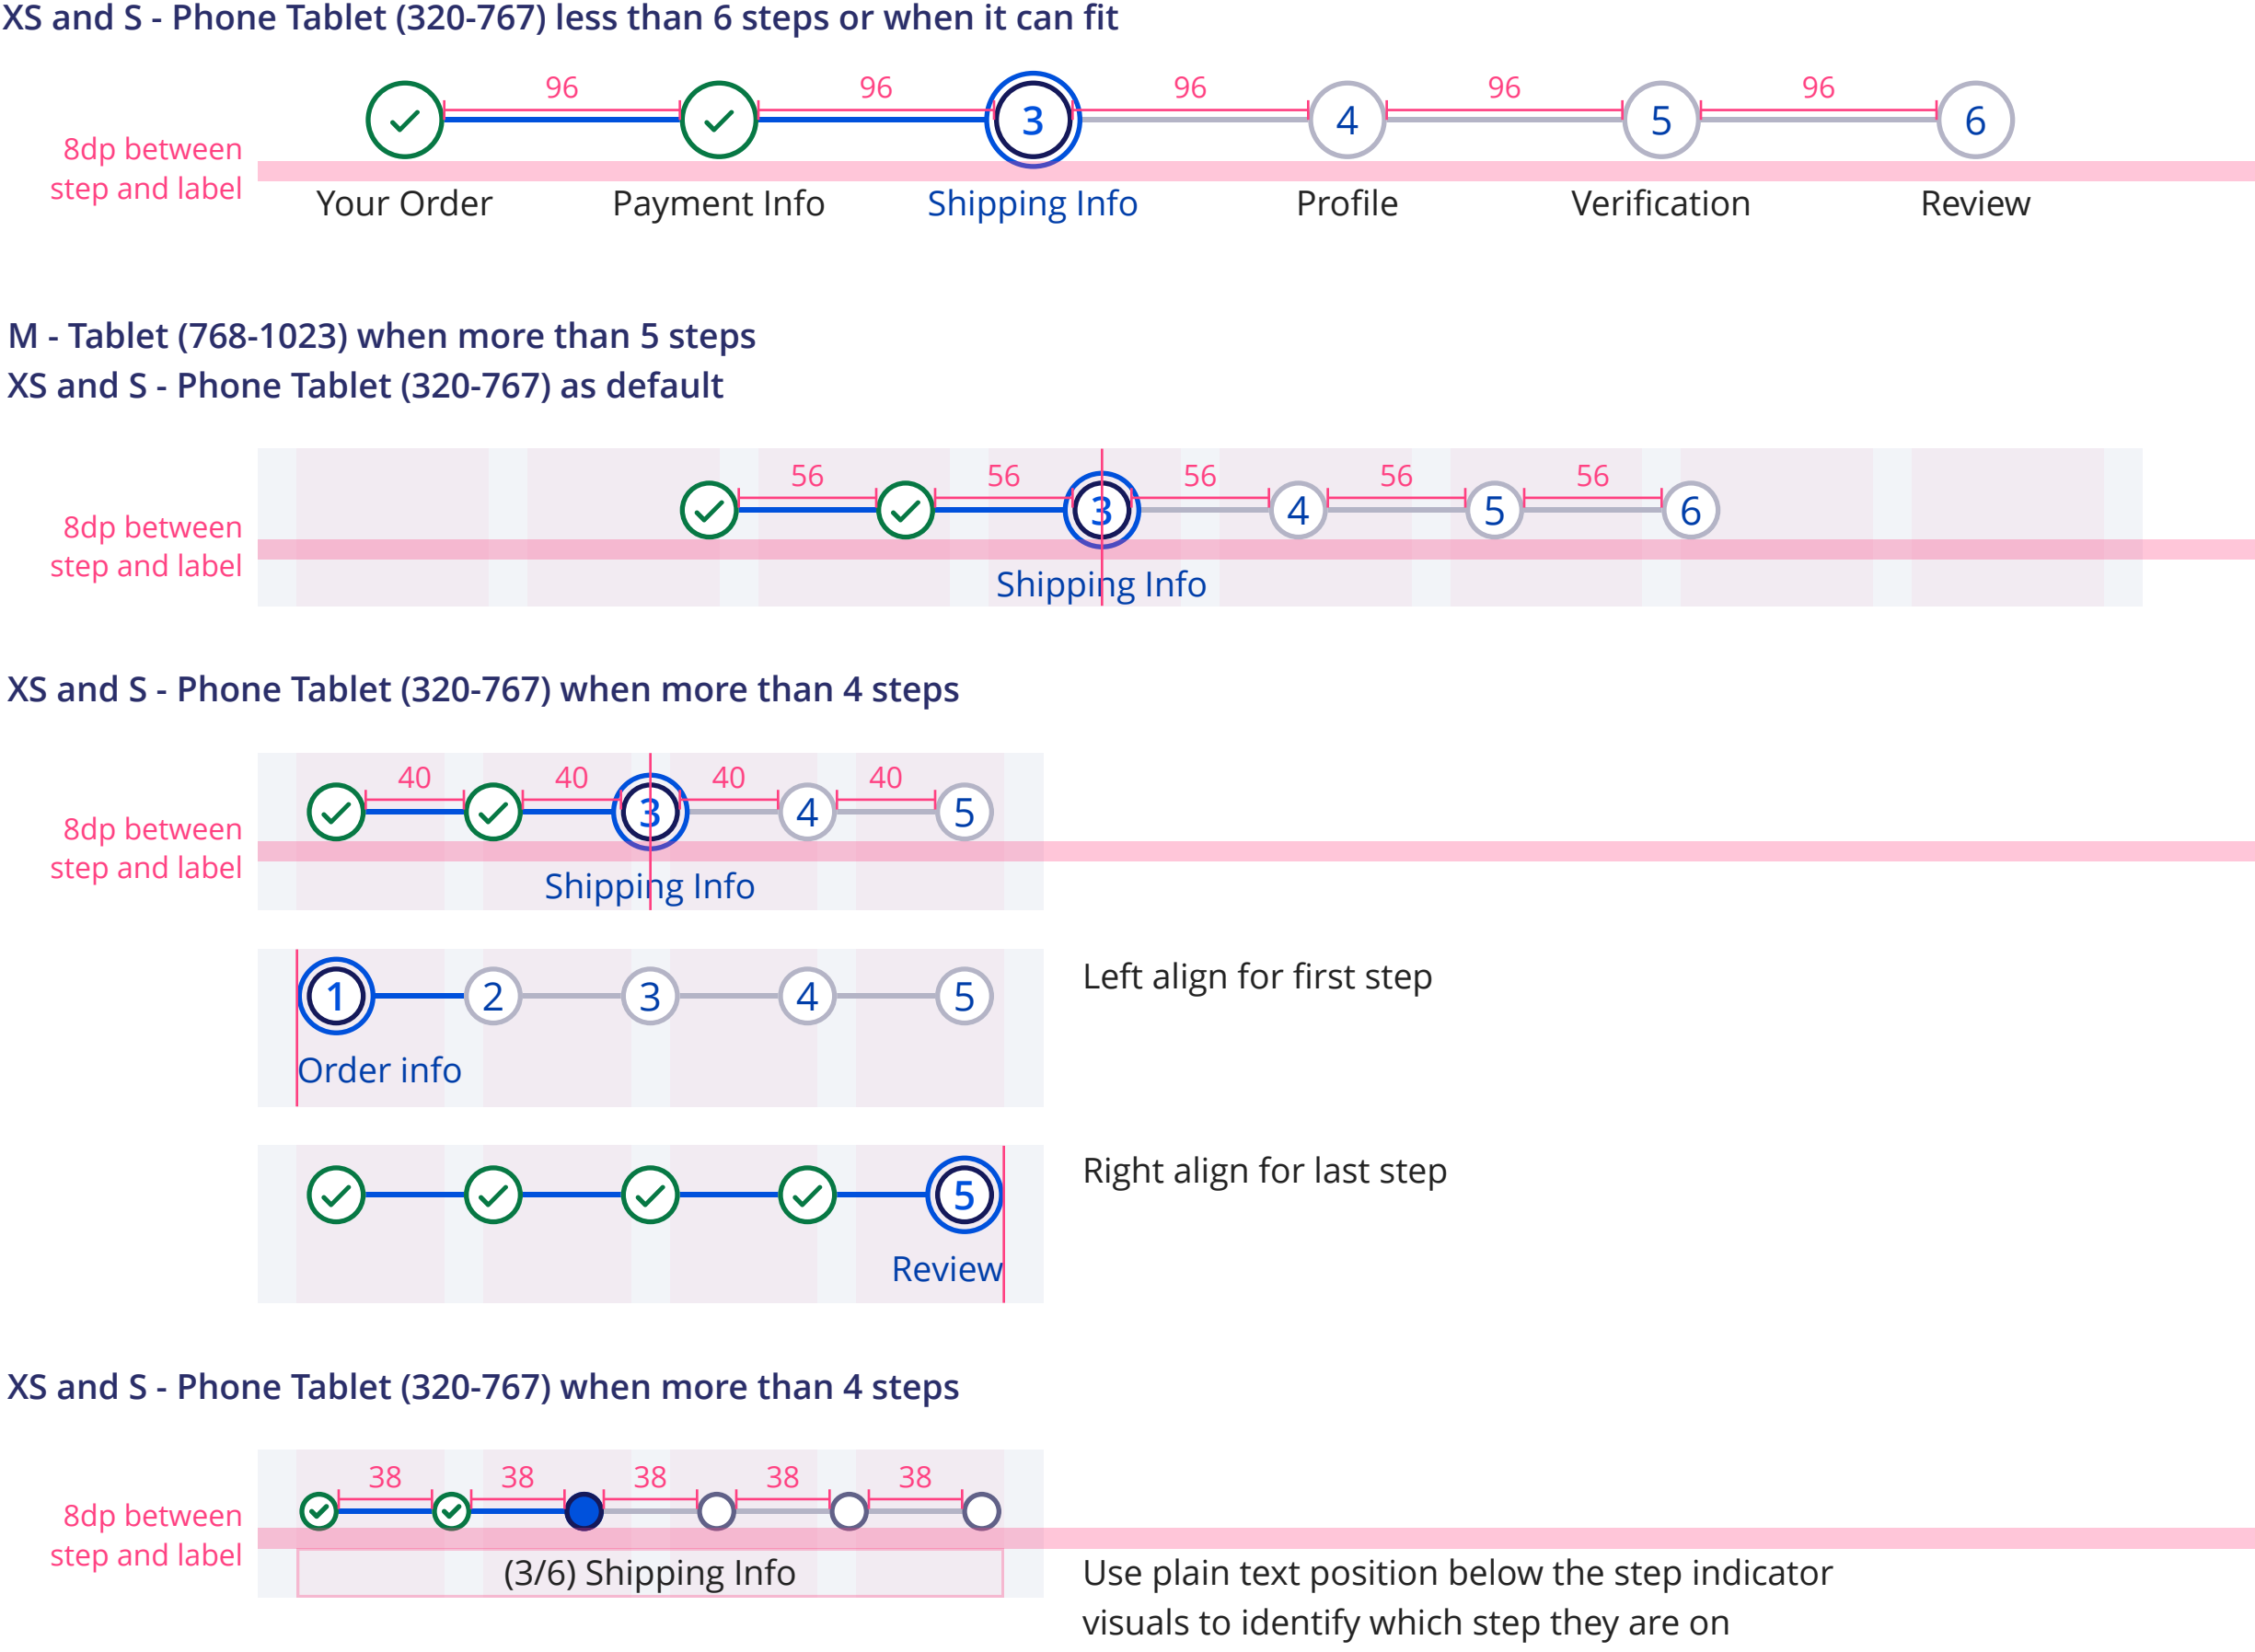 XS and S - Phone Tablet (320-767) less than 6 steps or when it can fit
96 96 96 96 96
3 4 5 6
8dp between
step and label
Your Order Payment Info Shipping Info Profile Verification Review
M - Tablet (768-1023) when more than 5 steps
XS and S - Phone Tablet (320-767) as default
56 56 56 56 56
3 4 5 6
8dp between
step and label
Shipping Info
XS and S - Phone Tablet (320-767) when more than 4 steps
40 40 40 40
3 4 5
8dp between
step and label
Shipping Info
1 2 3 4 5
Left align for first step
Order info
Right align for last step
5
Review
XS and S - Phone Tablet (320-767) when more than 4 steps
38 38 38 38 38
8dp between
step and label
(3/6) Shipping Info
Use plain text position below the step indicator
visuals to identify which step they are on